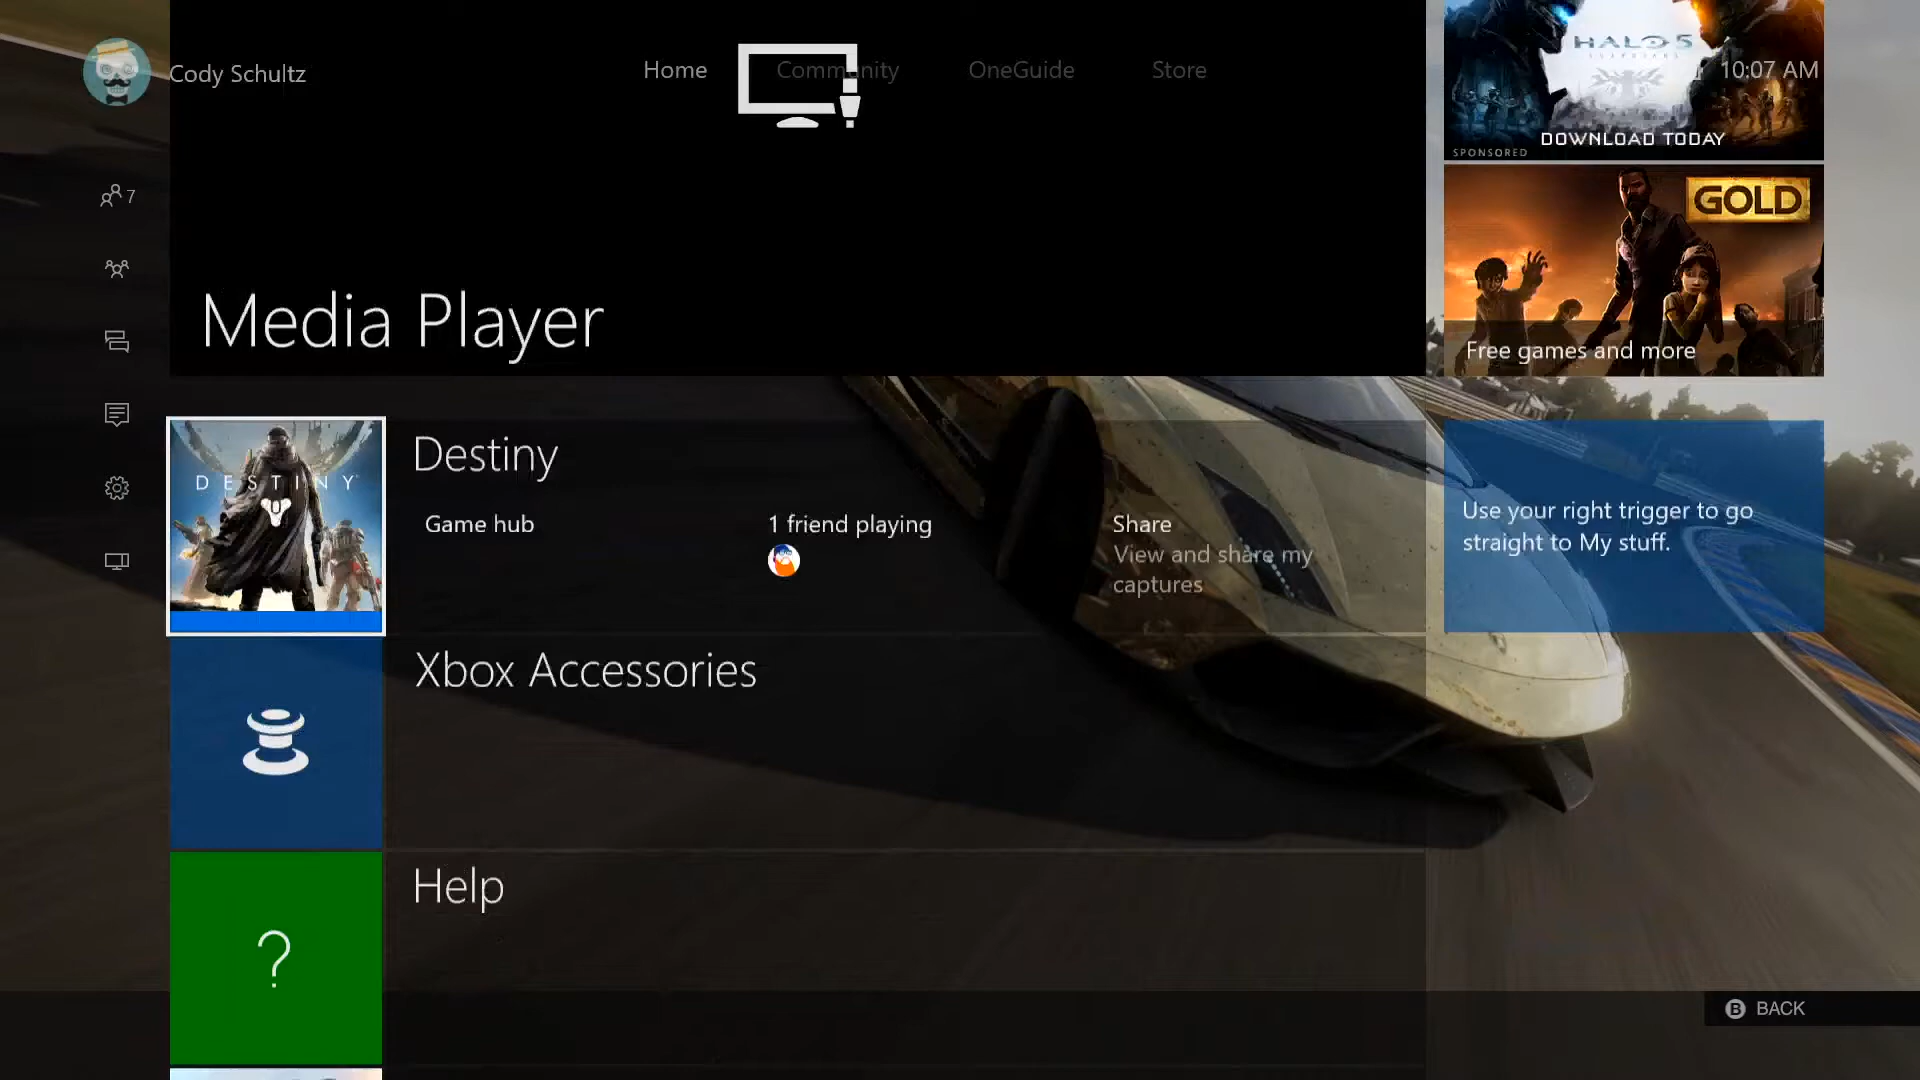 Cody Schultz
Home
Community
OneGuide
Store
10:07 AM
HALO 5
DOWNLOAD TODAY
SPONSORED
GOLD
Free games and more
7
Media Player
DESTINY
Destiny
Game hub
1 friend playing
Share
View and share my
captures
Use your right trigger to go
straight to My stuff.
Xbox Accessories
Help
?
B BACK